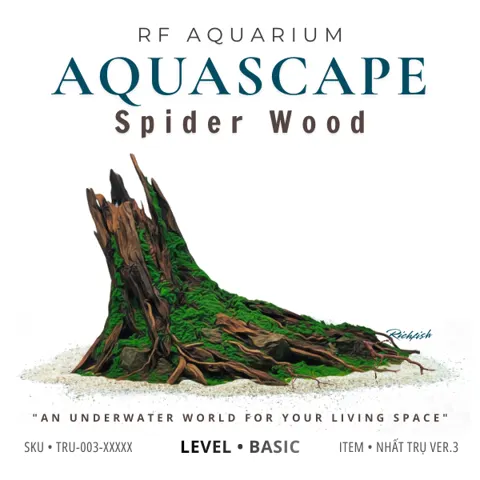 RF AQUARIUM
AQUASCAPE
Spider Wood
Richfish
"AN UNDERWATER WORLD FOR YOUR LIVING SPACE"
SKU • TRU-003-XXXXX LEVEL • BASIC ITEM • NHẤT TRỤ VER.3